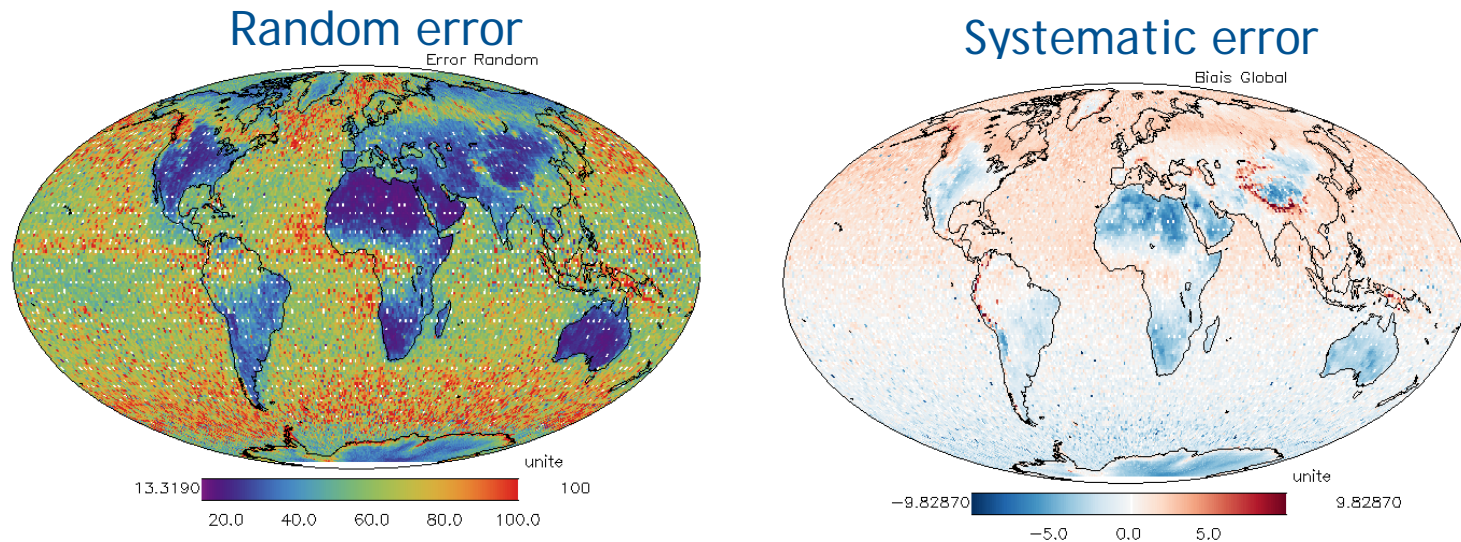 Random error
Error Random
unite
13.3190 100
20.0 40.0 60.0 80.0 100.0
Systematic error
Biais Global
unite
−9.82870 9.82870
−5.0 0.0 5.0